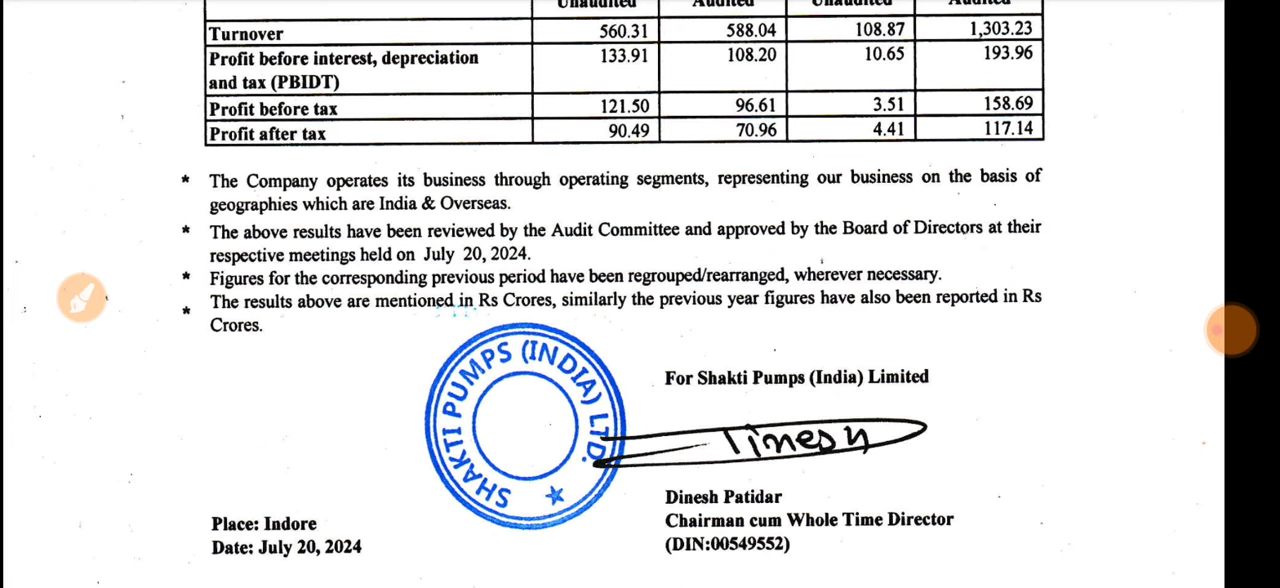 Unaudited Audited Unaudited Audited
Turnover 560.31 588.04 108.87 1,303.23
Profit before interest, depreciation 133.91 108.20 10.65 193.96
and tax (PBIDT)
Profit before tax 121.50 96.61 3.51 158.69
Profit after tax 90.49 70.96 4.41 117.14
* The Company operates its business through operating segments, representing our business on the basis of
geographies which are India & Overseas.
* The above results have been reviewed by the Audit Committee and approved by the Board of Directors at their
respective meetings held on July 20, 2024.
* Figures for the corresponding previous period have been regrouped/rearranged, wherever necessary.
* The results above are mentioned in Rs Crores, similarly the previous year figures have also been reported in Rs
Crores.
SHAKTI PUMPS (INDIA) LTD.
For Shakti Pumps (India) Limited
Dinesh
Dinesh Patidar
Chairman cum Whole Time Director
(DIN:00549552)
Place: Indore
Date: July 20, 2024